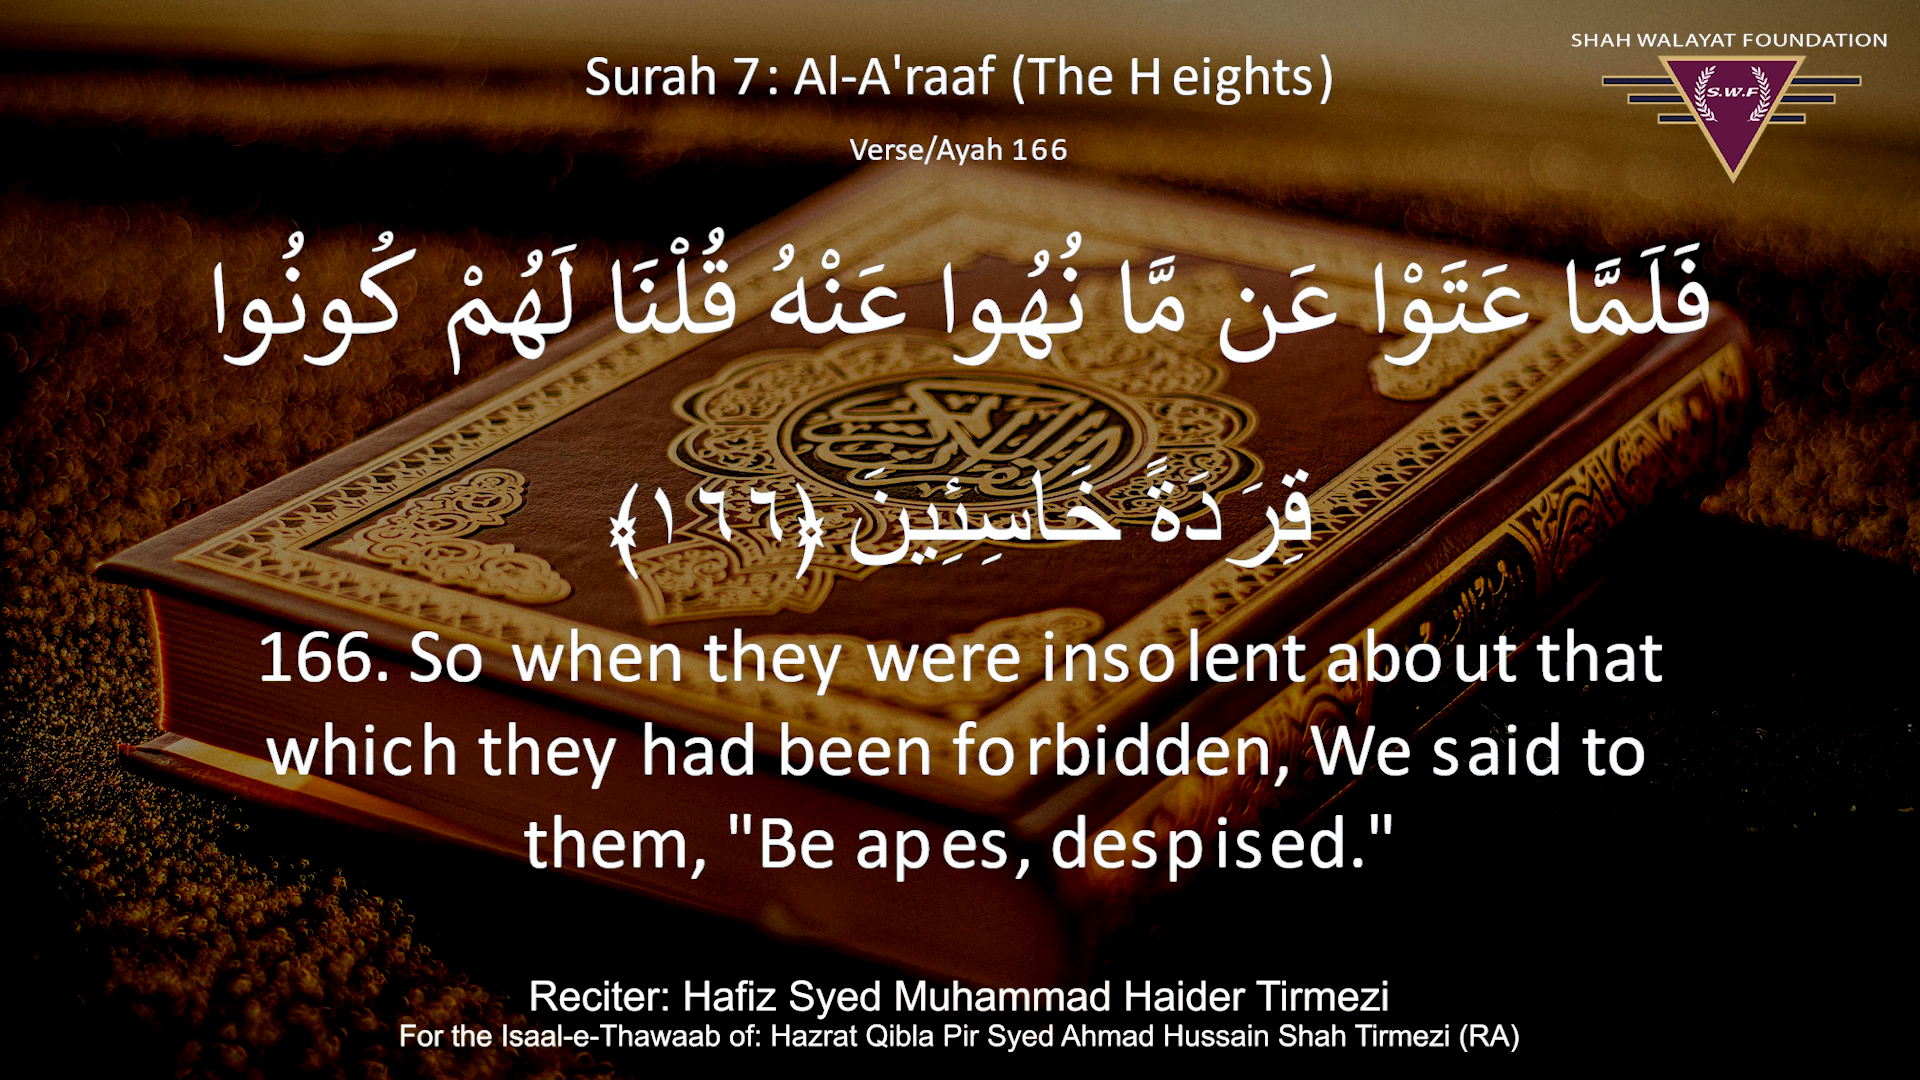 SHAH WALAYAT FOUNDATION
S.W.F
Surah 7: Al-A'raaf (The Heights)
Verse/Ayah 166
فَلَمَّا عَتَوْا عَن مَّا نُهُوا عَنْهُ قُلْنَا لَهُمْ كُونُوا
قِرَدَةً خَاسِئِينَ ﴿١٦٦﴾
166. So when they were insolent about that
which they had been forbidden, We said to
them, "Be apes, despised."
Reciter: Hafiz Syed Muhammad Haider Tirmezi
For the Isaal-e-Thawaab of: Hazrat Qibla Pir Syed Ahmad Hussain Shah Tirmezi (RA)